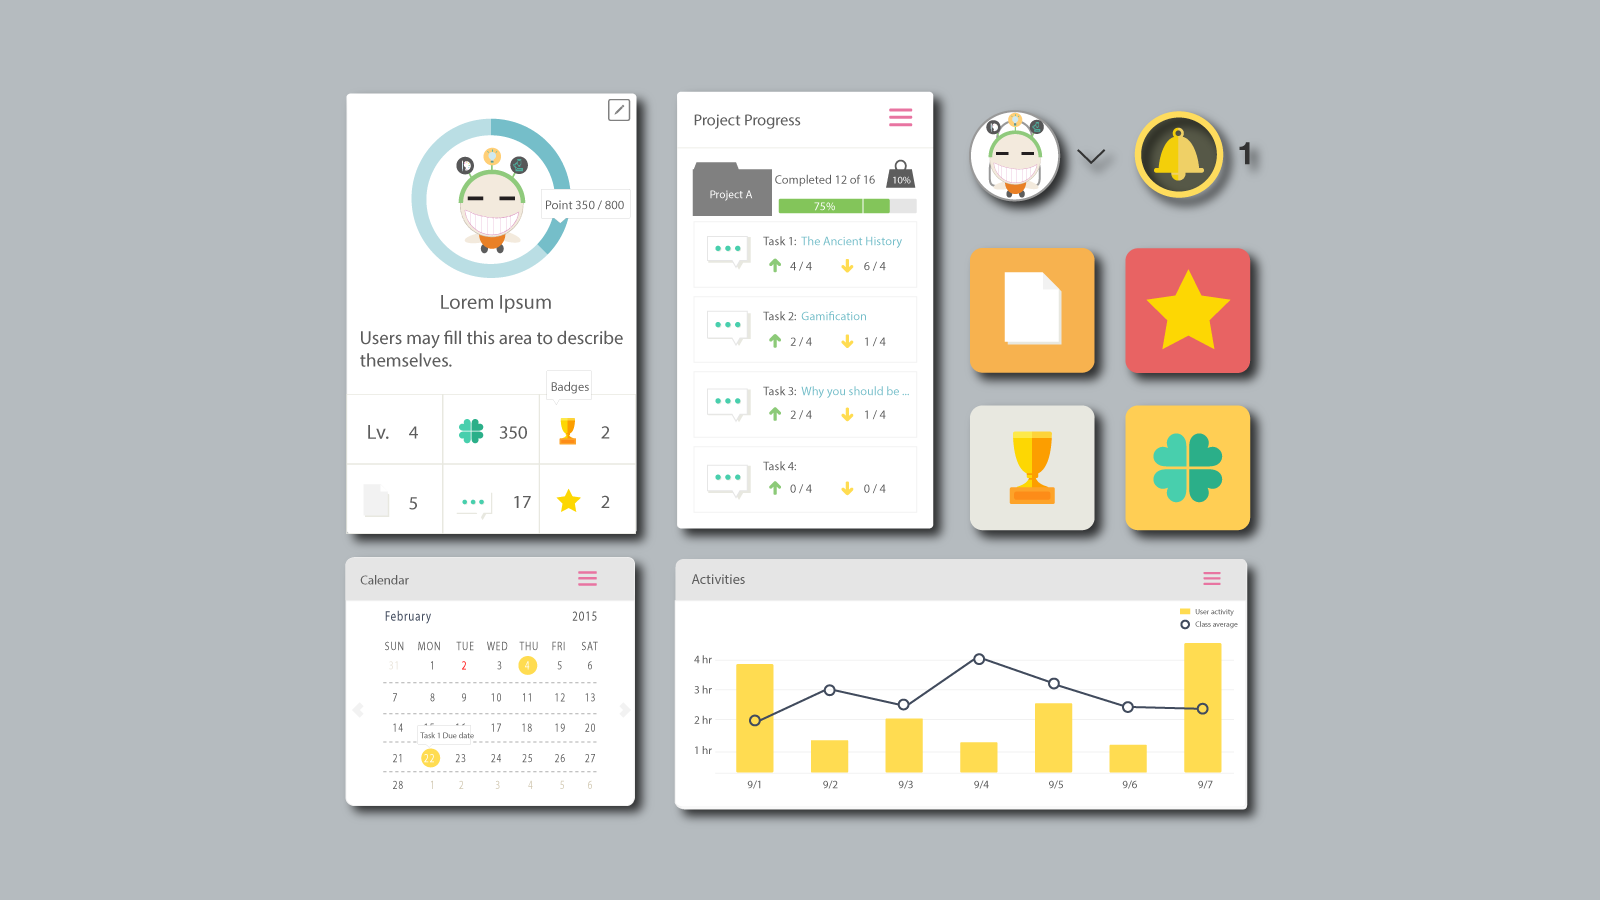 Point 350 / 800
Lorem Ipsum
Users may fill this area to describe
themselves.
Badges
Lv. 4
350
2
5
17
2
Project Progress
Project A
Completed 12 of 16
10%
75%
Task 1: The Ancient History
4 / 4 6 / 4
Task 2: Gamification
2 / 4 1 / 4
Task 3: Why you should be ...
2 / 4 1 / 4
Task 4:
0 / 4 0 / 4
1
Calendar
February 2015
SUN MON TUE WED THU FRI SAT
31 1 2 3 4 5 6
7 8 9 10 11 12 13
14 15 16 17 18 19 20
Task 1 Due date
21 22 23 24 25 26 27
28 1 2 3 4 5 6
Activities
User activity
Class average
4 hr
3 hr
2 hr
1 hr
9/1 9/2 9/3 9/4 9/5 9/6 9/7